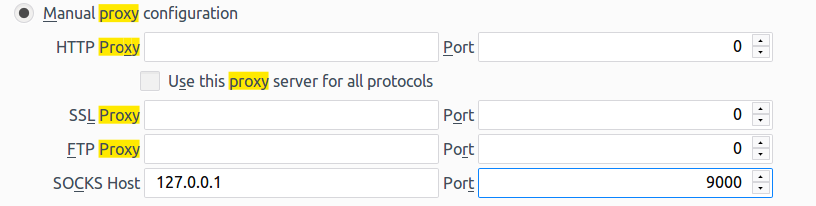 Manual proxy configuration
HTTP Proxy Port 0
Use this proxy server for all protocols
SSL Proxy Port 0
FTP Proxy Port 0
SOCKS Host 127.0.0.1 Port 9000